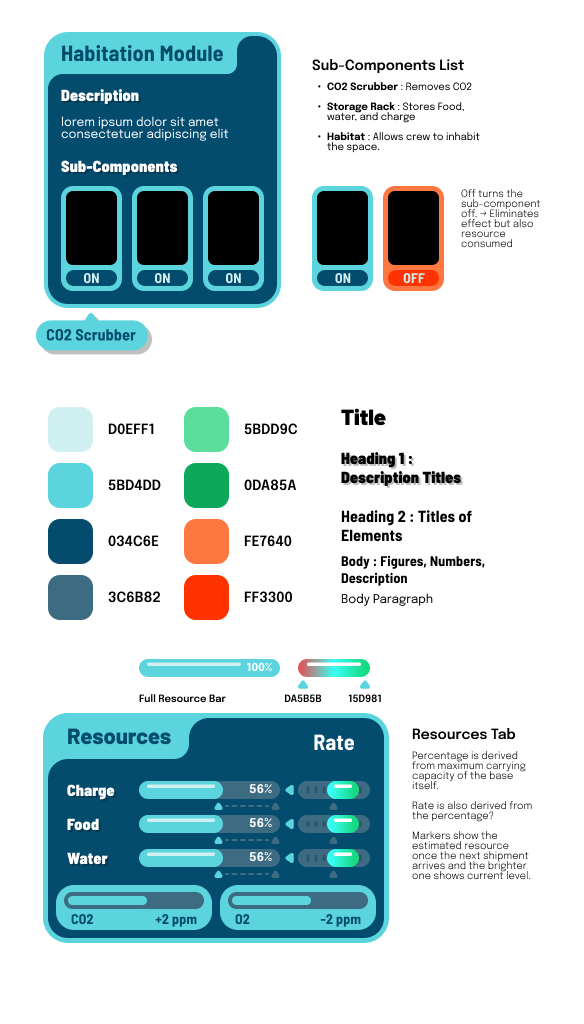 Habitation Module
Description
lorem ipsum dolor sit amet
consectetuer adipiscing elit
Sub-Components
ON
ON
ON
CO2 Scrubber
Sub-Components List
• CO2 Scrubber : Removes CO2
• Storage Rack : Stores Food,
water, and charge
• Habitat : Allows crew to inhabit
the space.
ON
OFF
Off turns the
sub-component
off. → Eliminates
effect but also
resource
consumed
D0EFF1
5BDD9C
5BD4DD
0DA85A
034C6E
FE7640
3C6B82
FF3300
Title
Heading 1 :
Description Titles
Heading 2 : Titles of
Elements
Body : Figures, Numbers,
Description
Body Paragraph
100%
Full Resource Bar
DA5B5B
15D981
Resources
Rate
Charge
56%
Food
56%
Water
56%
CO2
+2 ppm
O2
-2 ppm
Resources Tab
Percentage is derived
from maximum carrying
capacity of the base
itself.
Rate is also derived from
the percentage?
Markers show the
estimated resource
once the next shipment
arrives and the brighter
one shows current level.